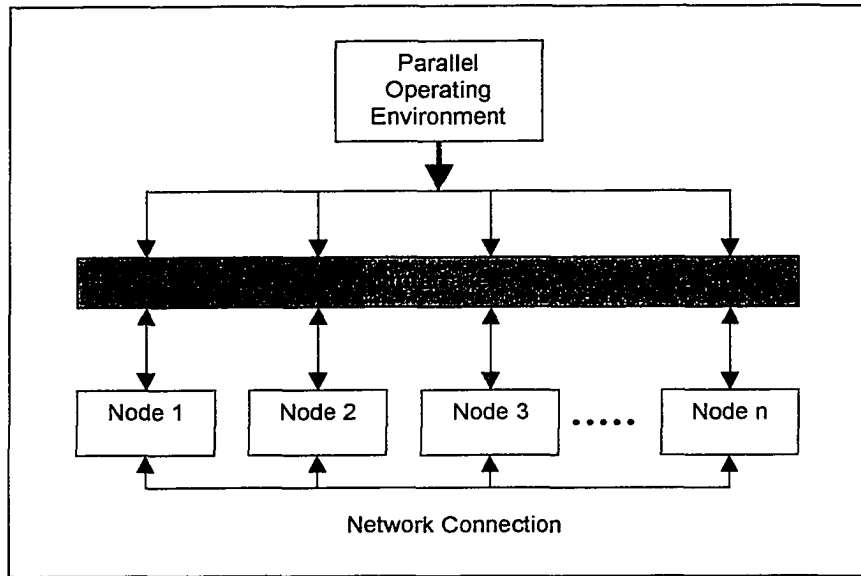 Parallel
Operating
Environment
Node 1
Node 2
Node 3
.....
Node n
Network Connection